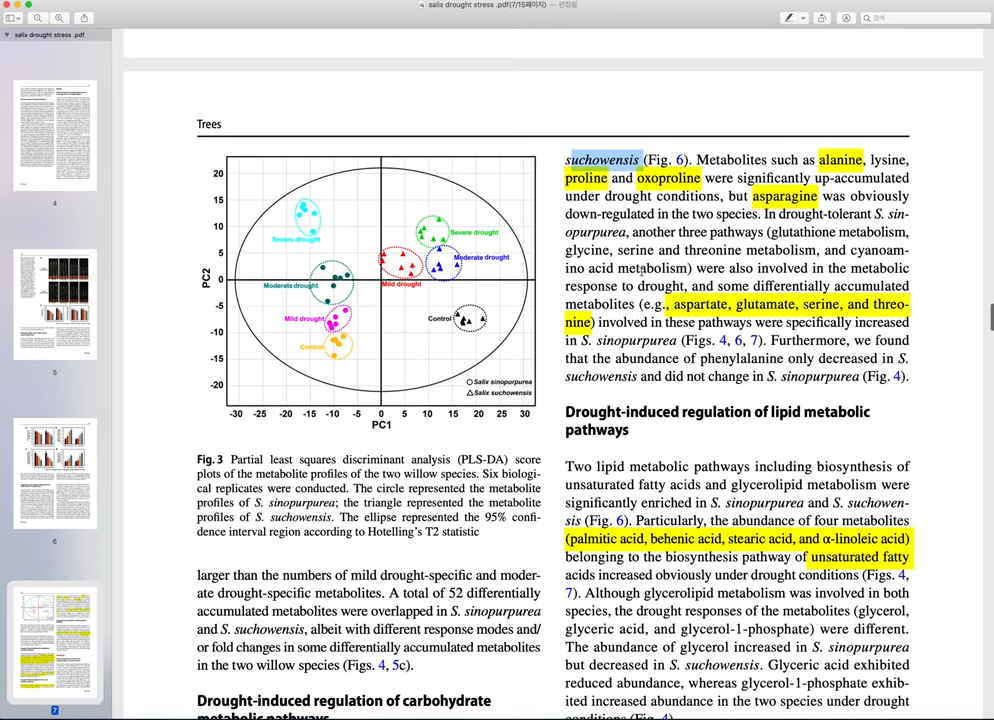 salix drought stress .pdf(7/15페이지) — 편집됨
검색
salix drought stress .pdf
4
5
6
7
Trees
20
15
10
5
0
-5
-10
-15
-20
PC2
-30 -25 -20 -15 -10 -5 0 5 10 15 20 25 30
PC1
Severe drought
Severe drought
Moderate drought
Moderate drought
Mild drought
Mild drought
Control
Control
Salix sinopurpurea
Salix suchowensis
Fig. 3 Partial least squares discriminant analysis (PLS-DA) score
plots of the metabolite profiles of the two willow species. Six biologi-
cal replicates were conducted. The circle represented the metabolite
profiles of S. sinopurpurea; the triangle represented the metabolite
profiles of S. suchowensis. The ellipse represented the 95% confi-
dence interval region according to Hotelling's T2 statistic
larger than the numbers of mild drought-specific and moder-
ate drought-specific metabolites. A total of 52 differentially
accumulated metabolites were overlapped in S. sinopurpurea
and S. suchowensis, albeit with different response modes and/
or fold changes in some differentially accumulated metabolites
in the two willow species (Figs. 4, 5c).
Drought-induced regulation of carbohydrate
metabolic pathways
suchowensis (Fig. 6). Metabolites such as alanine, lysine,
proline and oxoproline were significantly up-accumulated
under drought conditions, but asparagine was obviously
down-regulated in the two species. In drought-tolerant S. sin-
opurpurea, another three pathways (glutathione metabolism,
glycine, serine and threonine metabolism, and cyanoam-
ino acid metabolism) were also involved in the metabolic
response to drought, and some differentially accumulated
metabolites (e.g., aspartate, glutamate, serine, and threo-
nine) involved in these pathways were specifically increased
in S. sinopurpurea (Figs. 4, 6, 7). Furthermore, we found
that the abundance of phenylalanine only decreased in S.
suchowensis and did not change in S. sinopurpurea (Fig. 4).
Drought-induced regulation of lipid metabolic
pathways
Two lipid metabolic pathways including biosynthesis of
unsaturated fatty acids and glycerolipid metabolism were
significantly enriched in S. sinopurpurea and S. suchowen-
sis (Fig. 6). Particularly, the abundance of four metabolites
(palmitic acid, behenic acid, stearic acid, and α-linoleic acid)
belonging to the biosynthesis pathway of unsaturated fatty
acids increased obviously under drought conditions (Figs. 4,
7). Although glycerolipid metabolism was involved in both
species, the drought responses of the metabolites (glycerol,
glyceric acid, and glycerol-1-phosphate) were different.
The abundance of glycerol increased in S. sinopurpurea
but decreased in S. suchowensis. Glyceric acid exhibited
reduced abundance, whereas glycerol-1-phosphate exhib-
ited increased abundance in the two species under drought
conditions (Fig. 4)